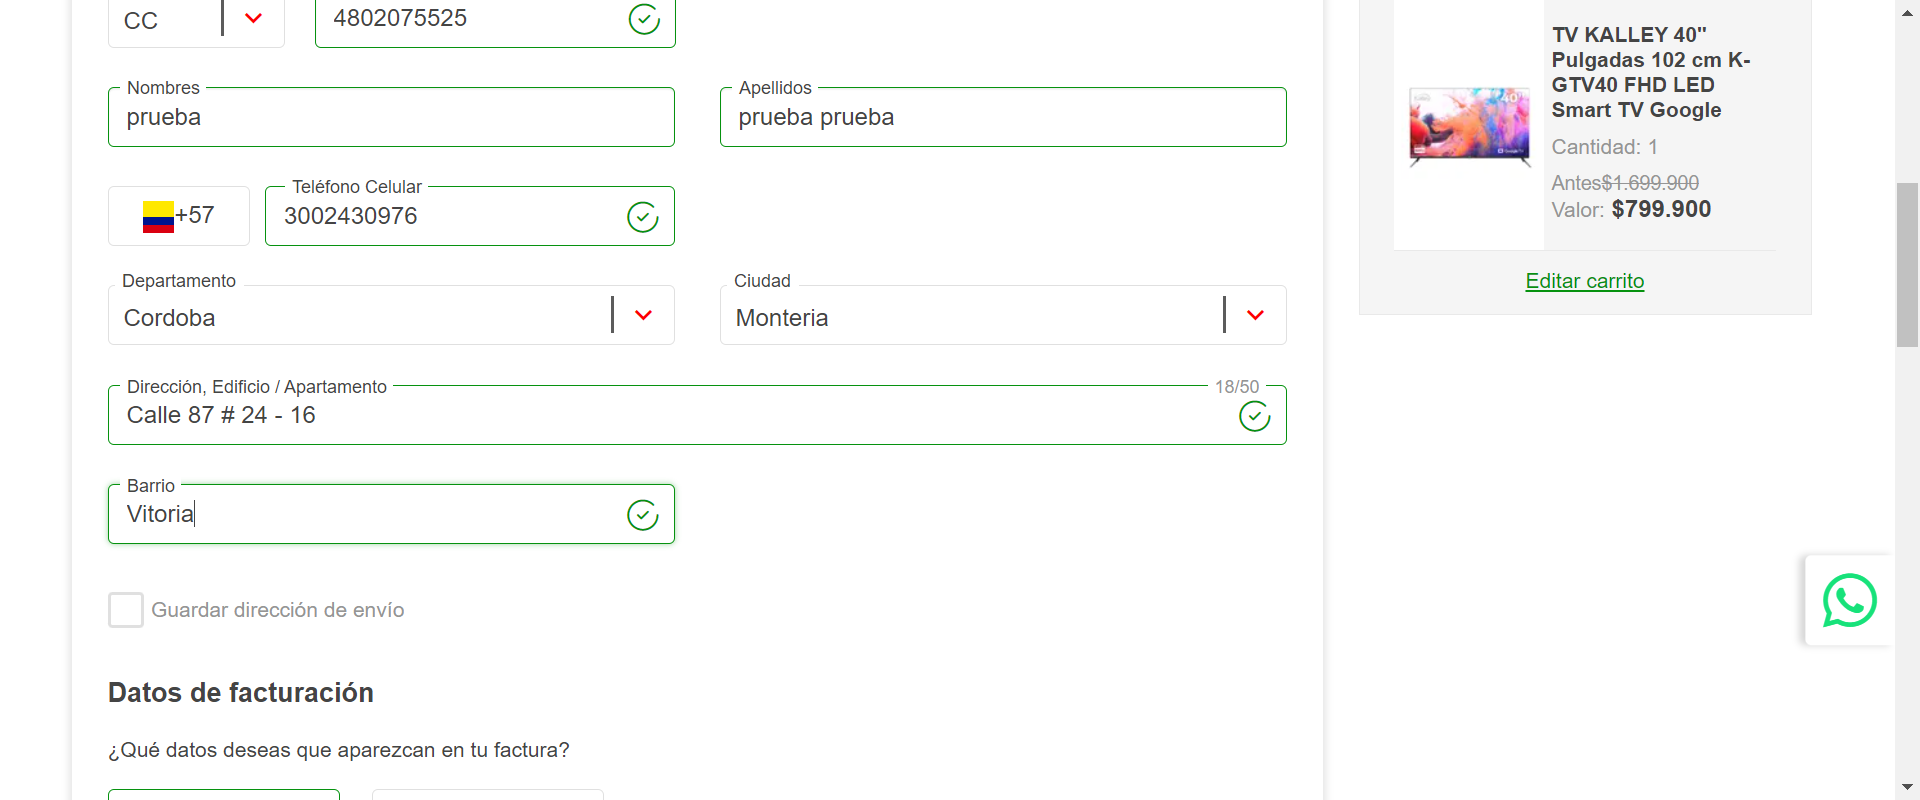 CC
4802075525
Nombres
prueba
Apellidos
prueba prueba
+57
Teléfono Celular
3002430976
Departamento
Cordoba
Ciudad
Monteria
Dirección, Edificio / Apartamento
18/50
Calle 87 # 24 - 16
Barrio
Vitoria
Guardar dirección de envío
Datos de facturación
¿Qué datos deseas que aparezcan en tu factura?
TV KALLEY 40"
Pulgadas 102 cm K-
GTV40 FHD LED
Smart TV Google
Cantidad: 1
Antes$1.699.900
Valor: $799.900
Editar carrito
40"